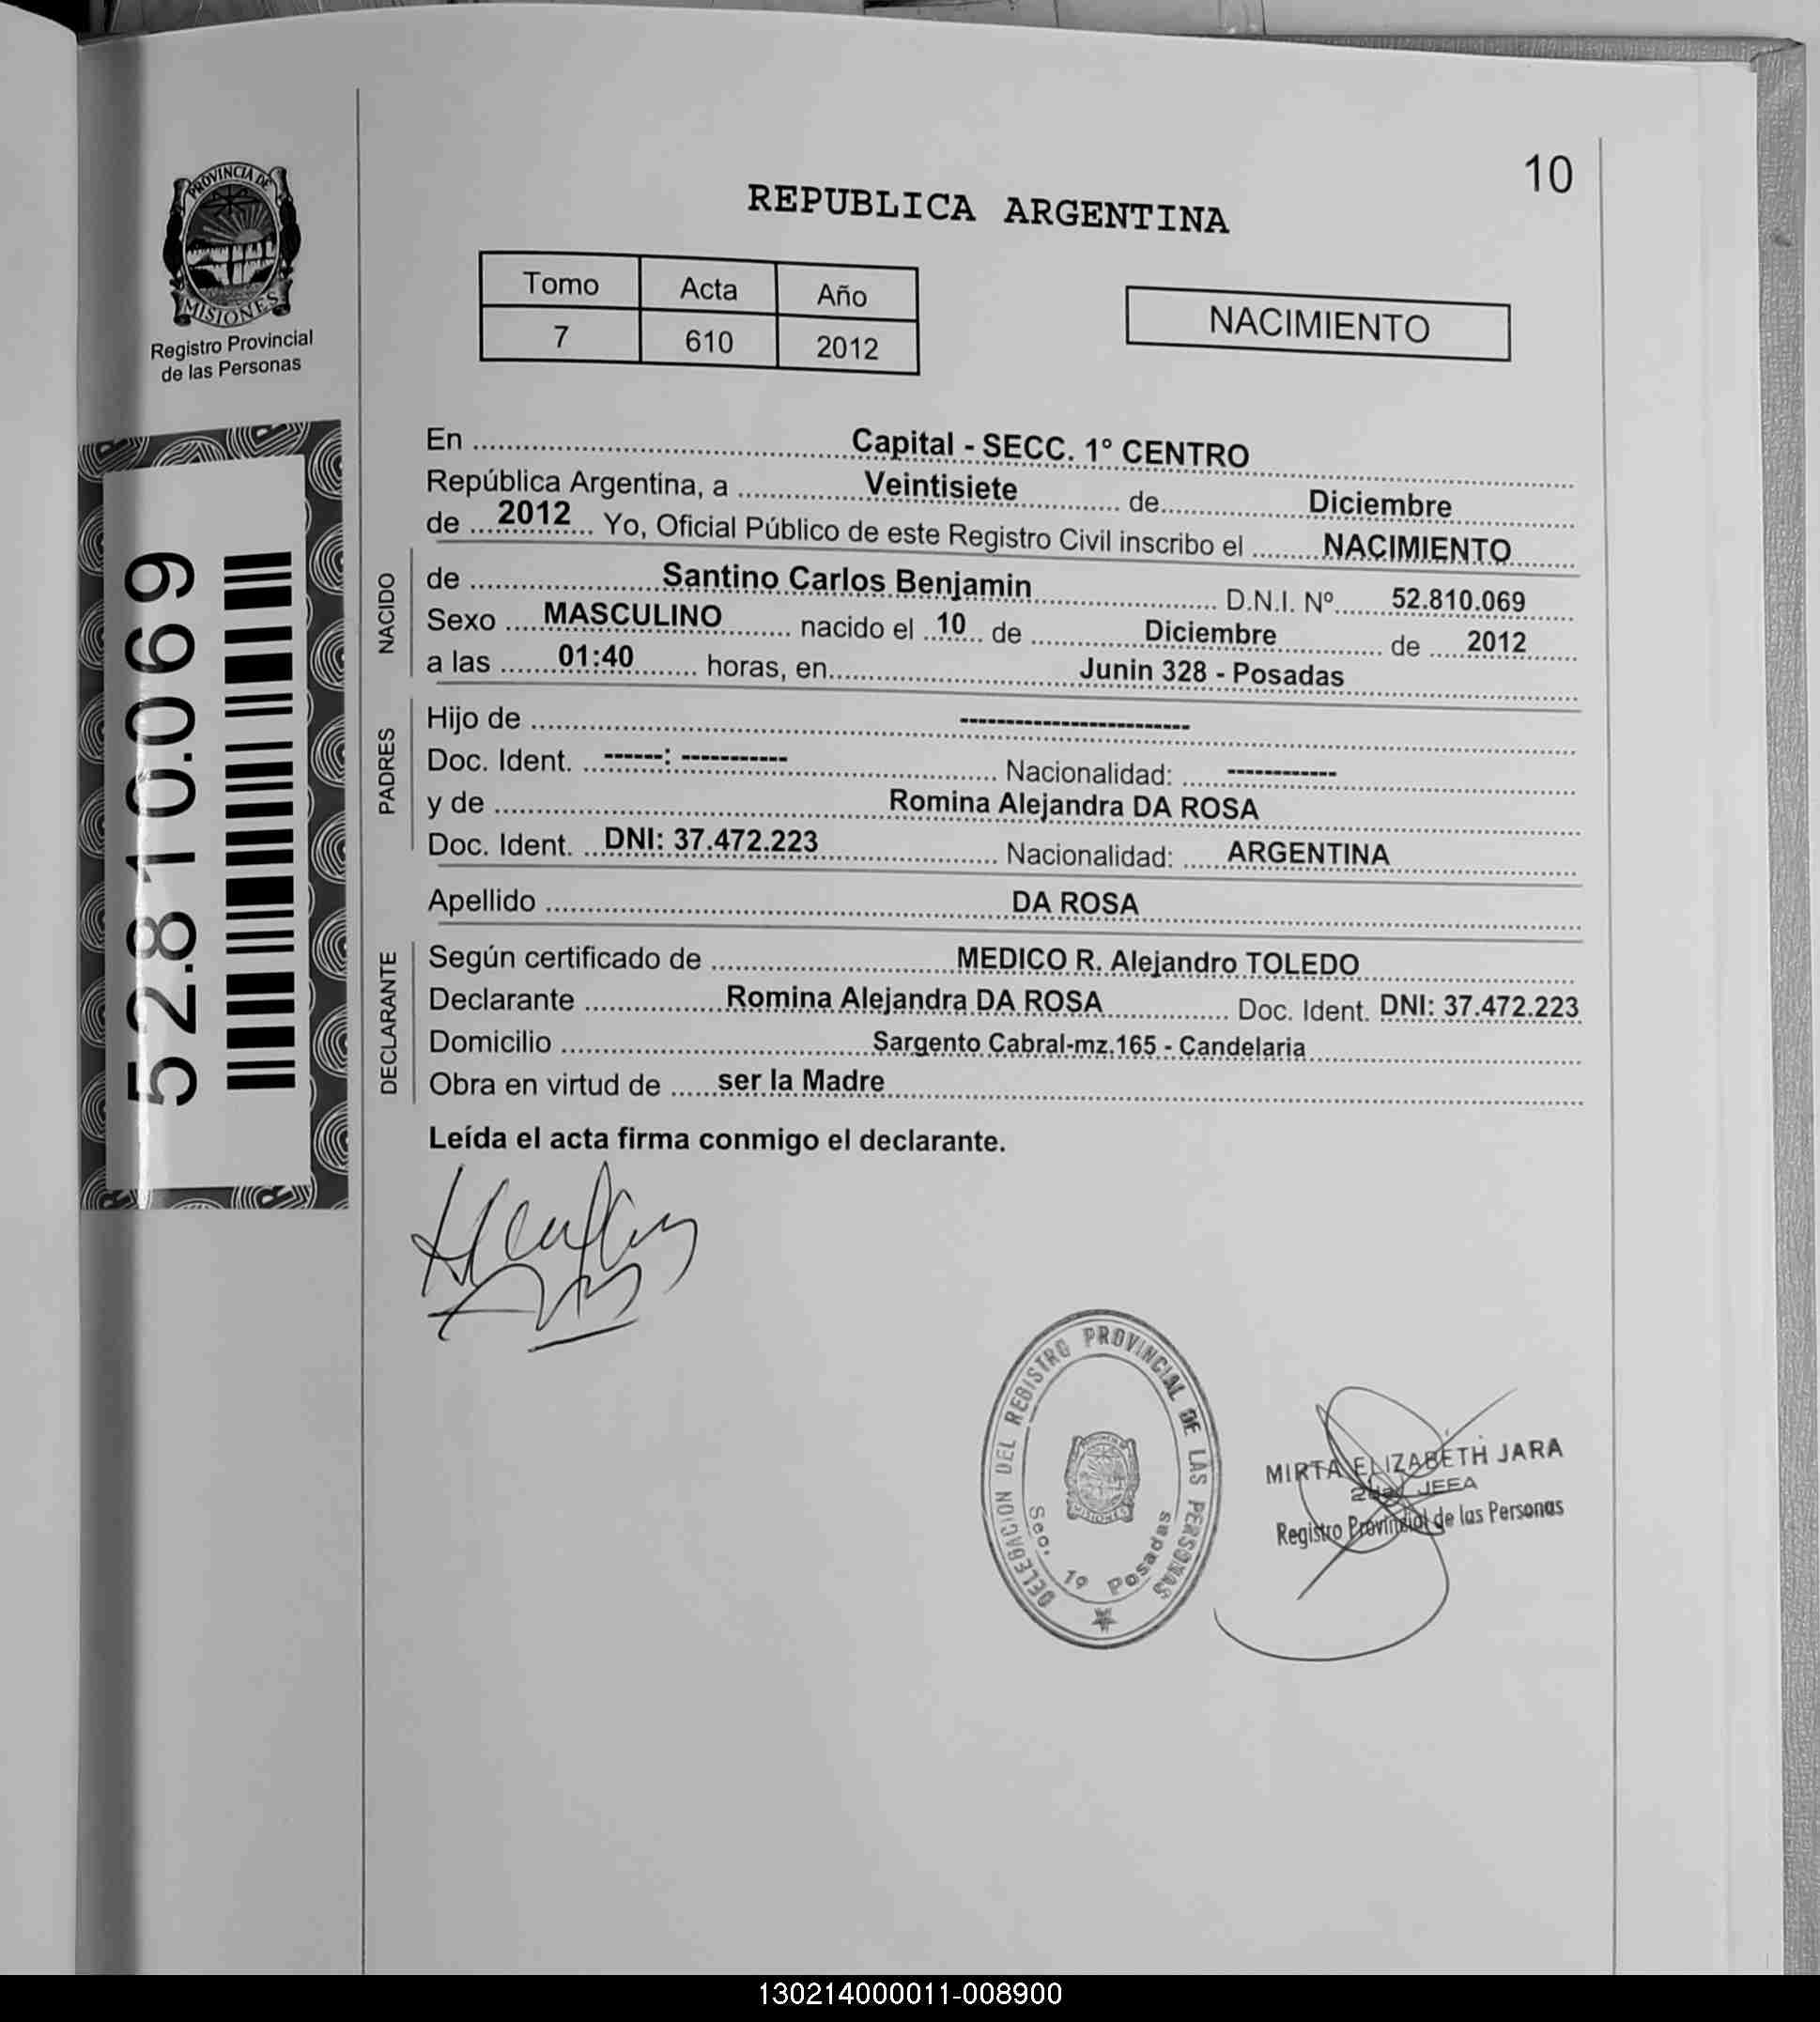 10
REPUBLICA ARGENTINA
PROVINCIA DE
MISIONES
Registro Provincial
de las Personas
Tomo Acta Año
7 610 2012
NACIMIENTO
52.810.069
En Capital - SECC. 1° CENTRO
República Argentina, a Veintisiete de Diciembre
de 2012 Yo, Oficial Público de este Registro Civil inscribo el NACIMIENTO
NACIDO
de Santino Carlos Benjamin D.N.I. Nº 52.810.069
Sexo MASCULINO nacido el 10 de Diciembre de 2012
a las 01:40 horas, en Junin 328 - Posadas
PADRES
Hijo de -------------------------
Doc. Ident. ------: ----------- Nacionalidad: ------------
y de Romina Alejandra DA ROSA
Doc. Ident. DNI: 37.472.223 Nacionalidad: ARGENTINA
Apellido DA ROSA
DECLARANTE
Según certificado de MEDICO R. Alejandro TOLEDO
Declarante Romina Alejandra DA ROSA Doc. Ident. DNI: 37.472.223
Domicilio Sargento Cabral-mz.165 - Candelaria
Obra en virtud de ser la Madre
Leída el acta firma conmigo el declarante.
DELEGACION DEL REGISTRO PROVINCIAL DE LAS PERSONAS
Sec. 1º Posadas
MIRTA ELIZABETH JARA
JEFA
Registro Provincial de las Personas
130214000011-008900